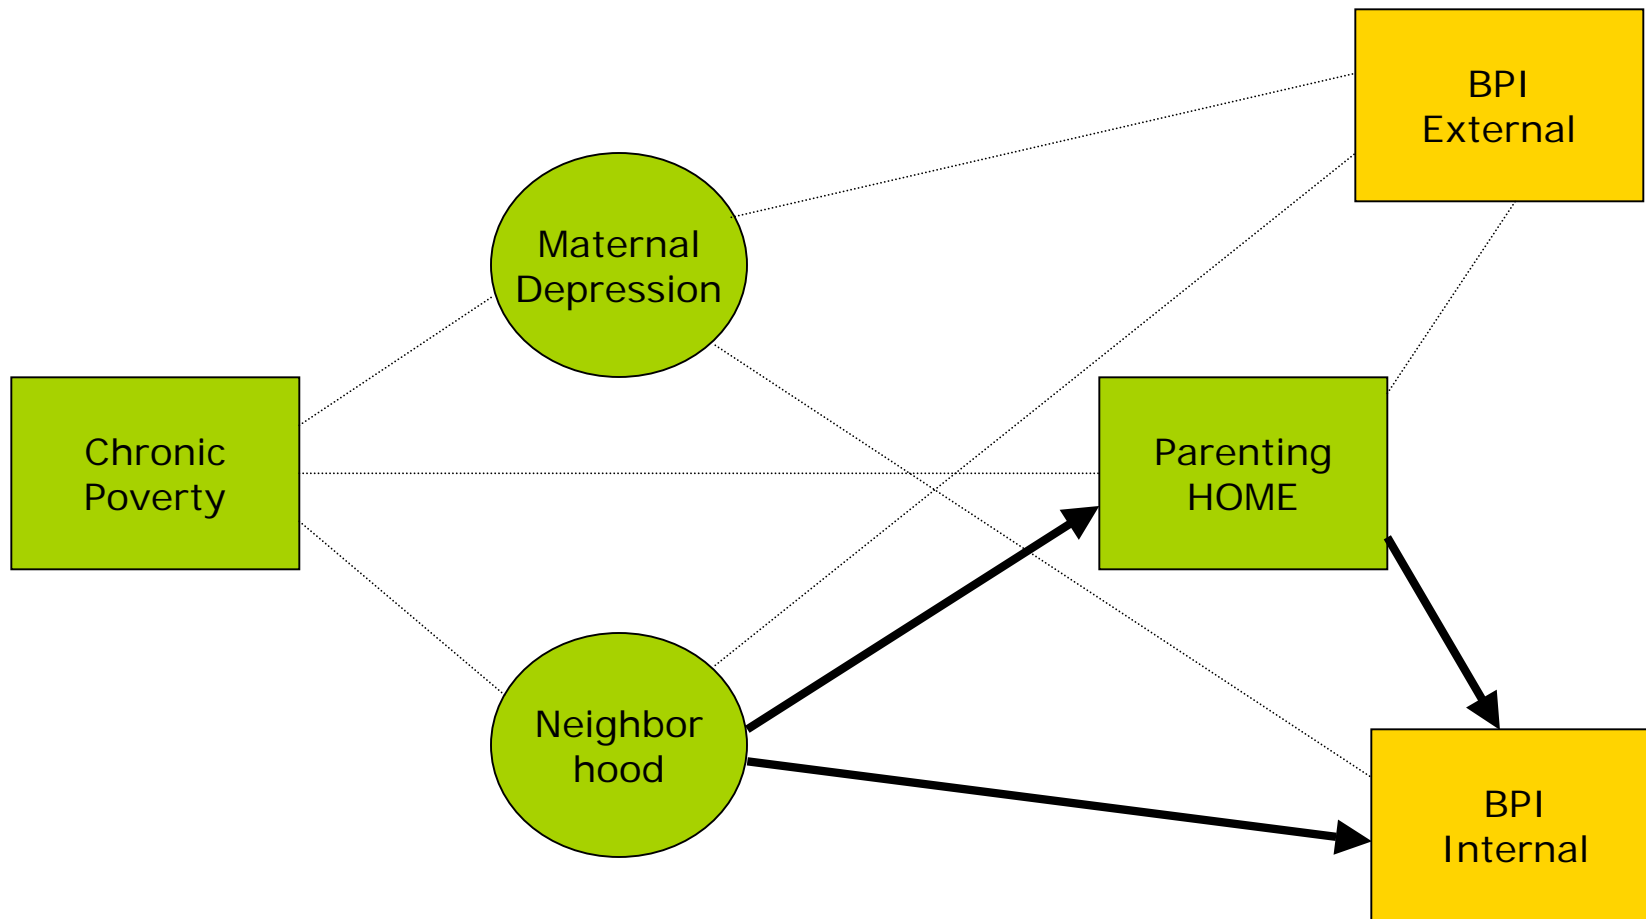 BPI
External
Maternal
Depression
Chronic
Poverty
Parenting
HOME
Neighbor
hood
BPI
Internal